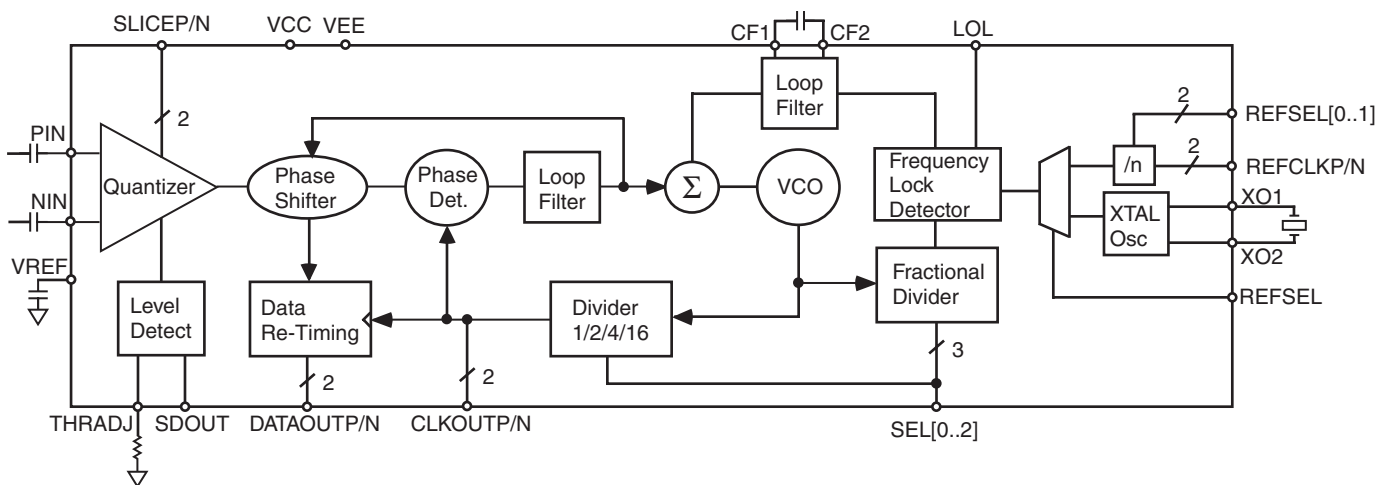 SLICEP/N
VCC
VEE
CF1
CF2
LOL
2
Loop
Filter
2
REFSEL[0..1]
PIN
Quantizer
Phase
Shifter
Phase
Det.
Loop
Filter
Σ
VCO
Frequency
Lock
Detector
/n
2
REFCLKP/N
NIN
XTAL
Osc
XO1
XO2
VREF
Level
Detect
Data
Re-Timing
Divider
1/2/4/16
Fractional
Divider
REFSEL
2
2
3
THRADJ
SDOUT
DATAOUTP/N
CLKOUTP/N
SEL[0..2]